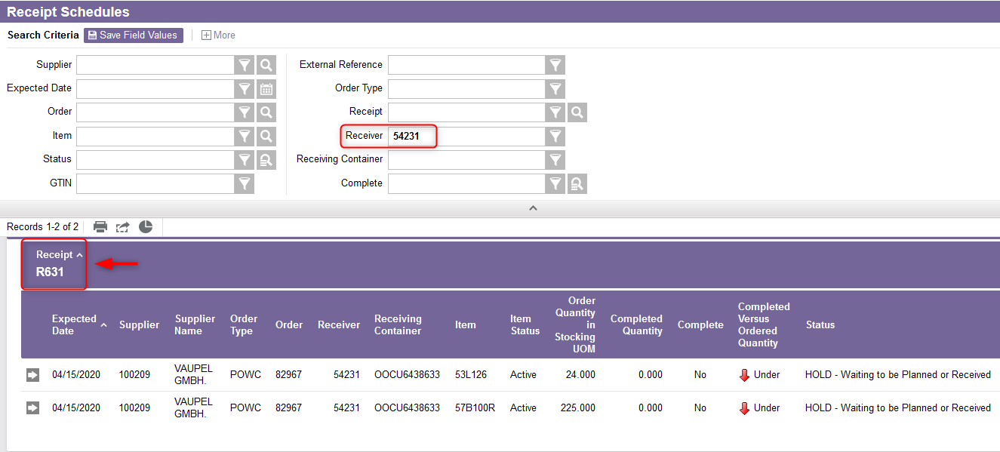 Receipt Schedules
Search Criteria Save Field Values More
Supplier External Reference
Expected Date Order Type
Order Receipt
Item Receiver 54231
Status Receiving Container
GTIN Complete
Records 1-2 of 2
Receipt
R631
Expected Date Supplier Supplier Name Order Type Order Receiver Receiving Container Item Item Status Order Quantity in Stocking UOM Completed Quantity Complete Completed Versus Ordered Quantity Status
04/15/2020 100209 VAUPEL GMBH. POWC 82967 54231 OOCU6438633 53L126 Active 24.000 0.000 No Under HOLD - Waiting to be Planned or Received
04/15/2020 100209 VAUPEL GMBH. POWC 82967 54231 OOCU6438633 57B100R Active 225.000 0.000 No Under HOLD - Waiting to be Planned or Received